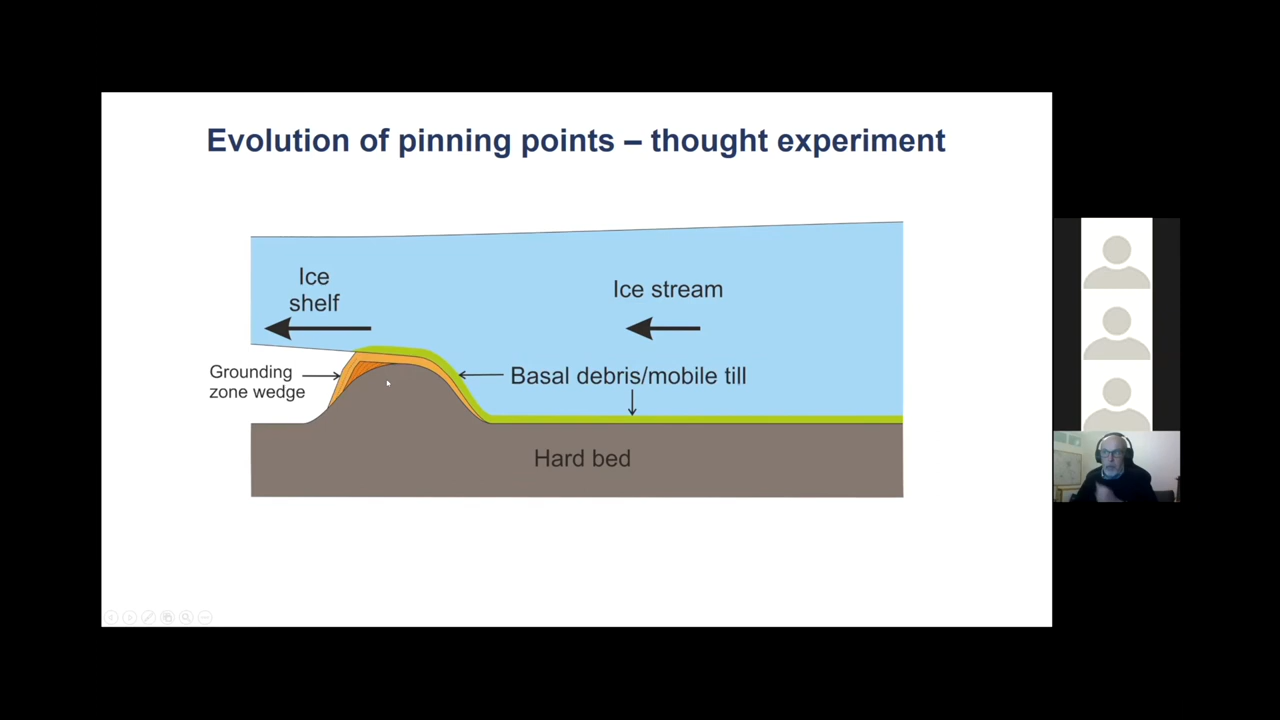 Evolution of pinning points – thought experiment
Ice
shelf
Ice stream
Grounding
zone wedge
Basal debris/mobile till
Hard bed